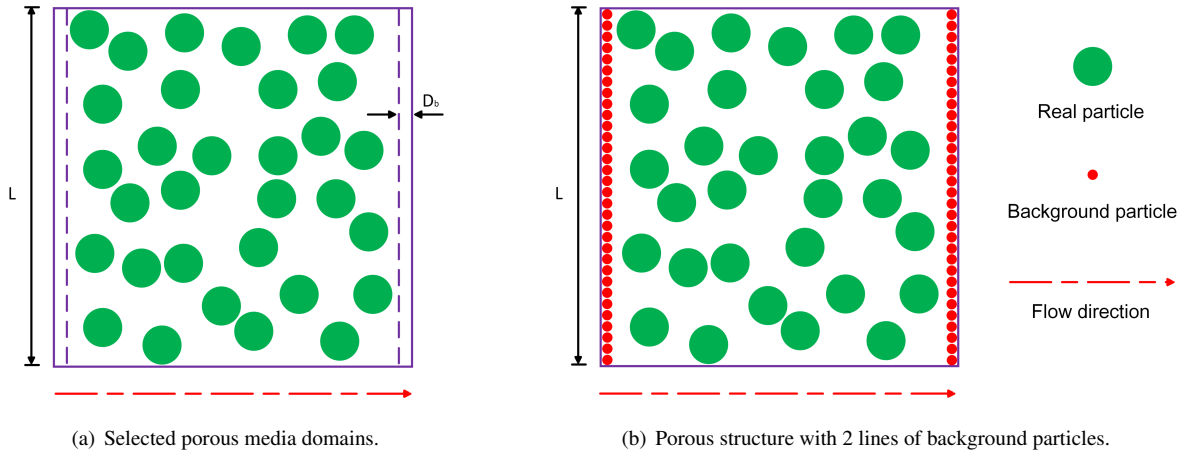 L
D_b
(a) Selected porous media domains.
L
(b) Porous structure with 2 lines of background particles.
Real particle
Background particle
Flow direction